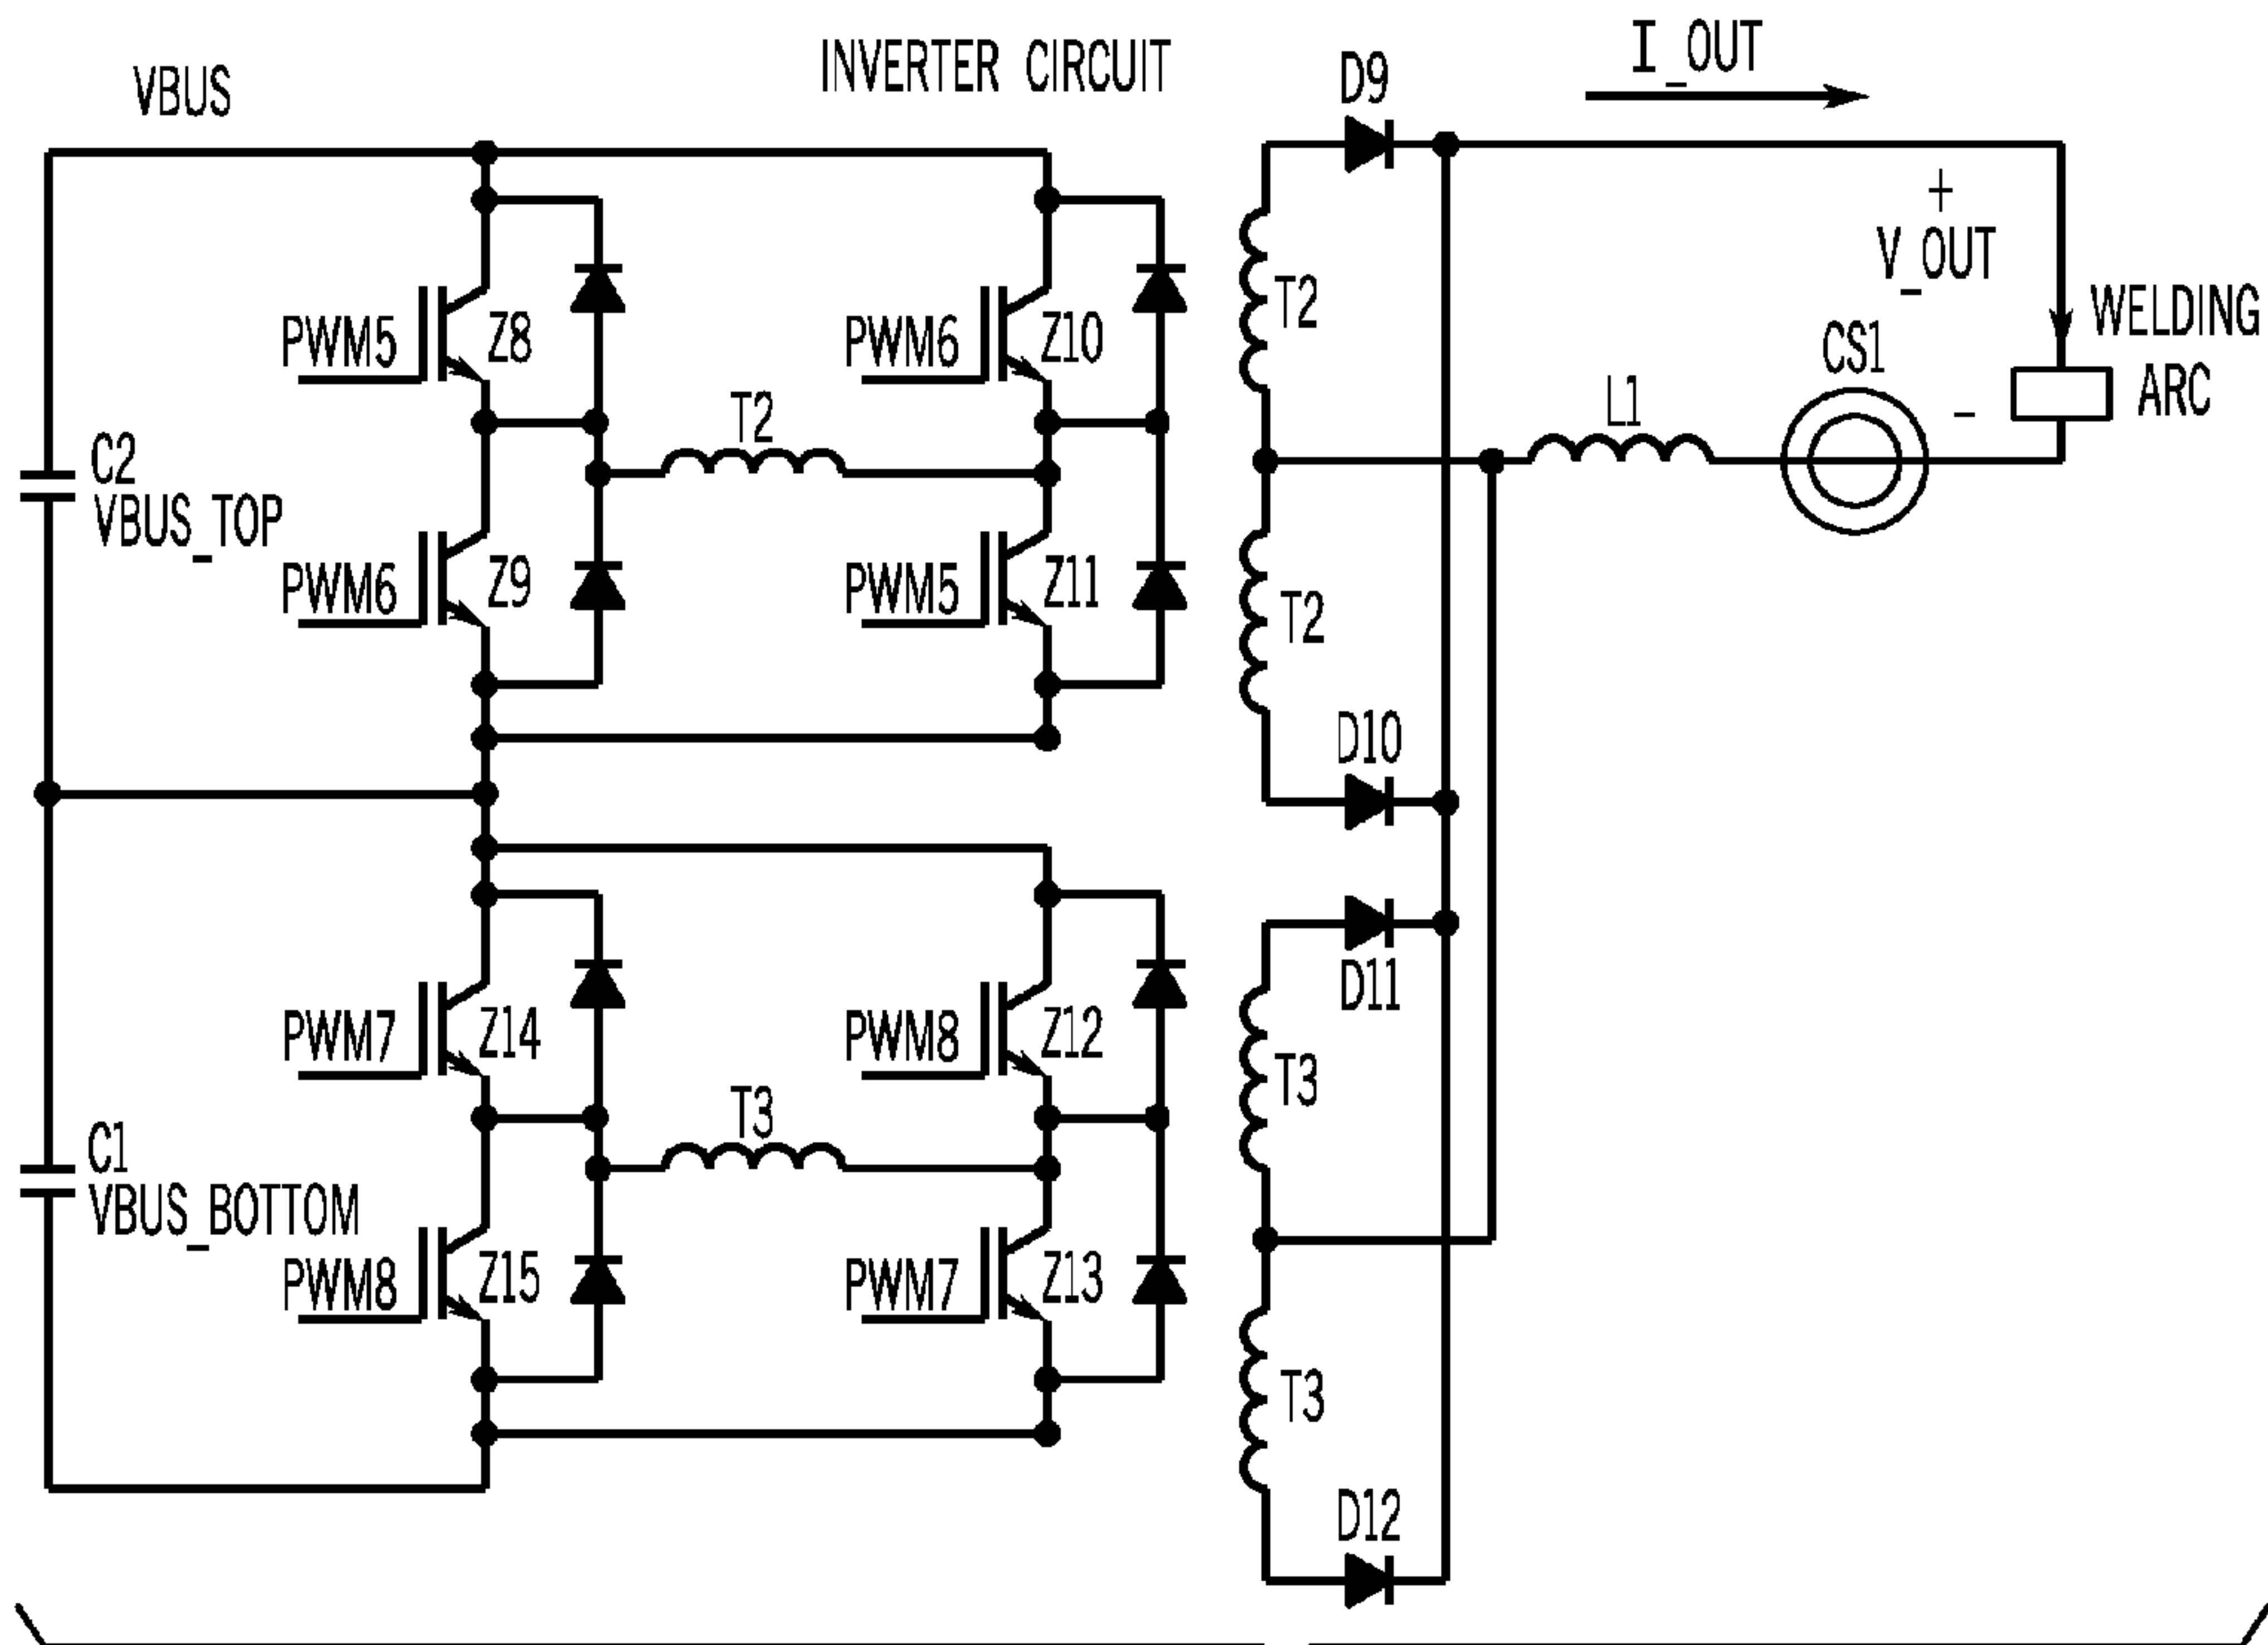 VBUS
INVERTER CIRCUIT
D9
I_OUT
+
V_OUT
WELDING
ARC
CS1
-
L1
T2
PWM5
Z8
PWM6
Z10
T2
C2
VBUS_TOP
PWM6
Z9
PWM5
Z11
T2
D10
D11
PWM7
Z14
PWM8
Z12
T3
T3
C1
VBUS_BOTTOM
PWM8
Z15
PWM7
Z13
T3
D12